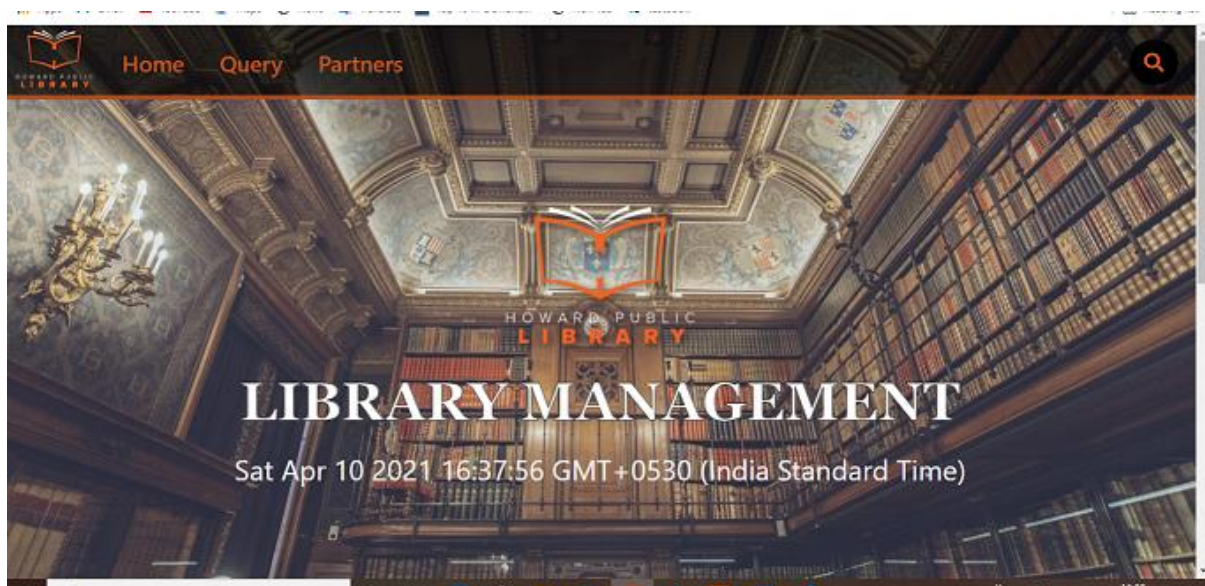 HOWARD PUBLIC
LIBRARY
Home Query Partners
HOWARD PUBLIC
LIBRARY
LIBRARY MANAGEMENT
Sat Apr 10 2021 16:37:56 GMT+0530 (India Standard Time)